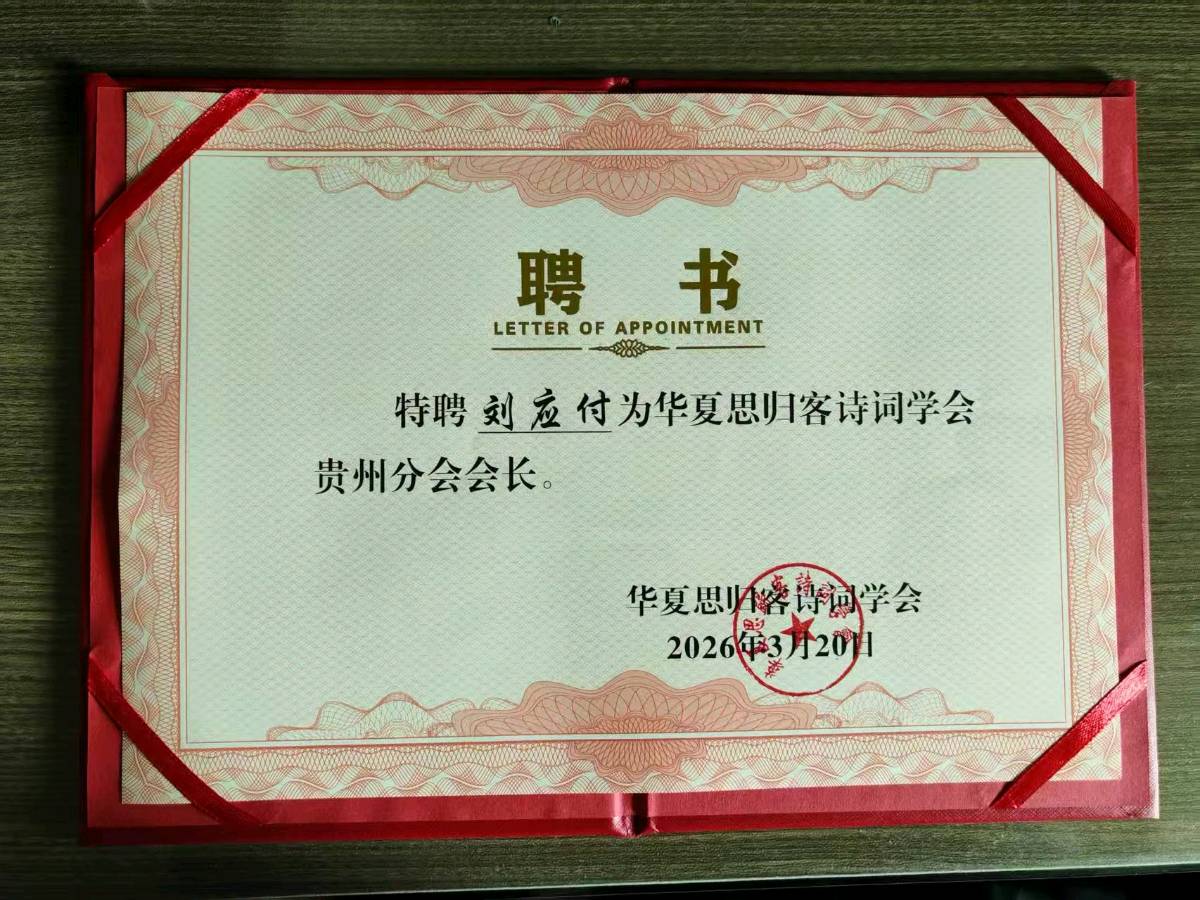 聘 书
LETTER OF APPOINTMENT
特聘 刘应付 为华夏思归客诗词学会
贵州分会会长。
华夏思归客诗词学会
2026年3月20日